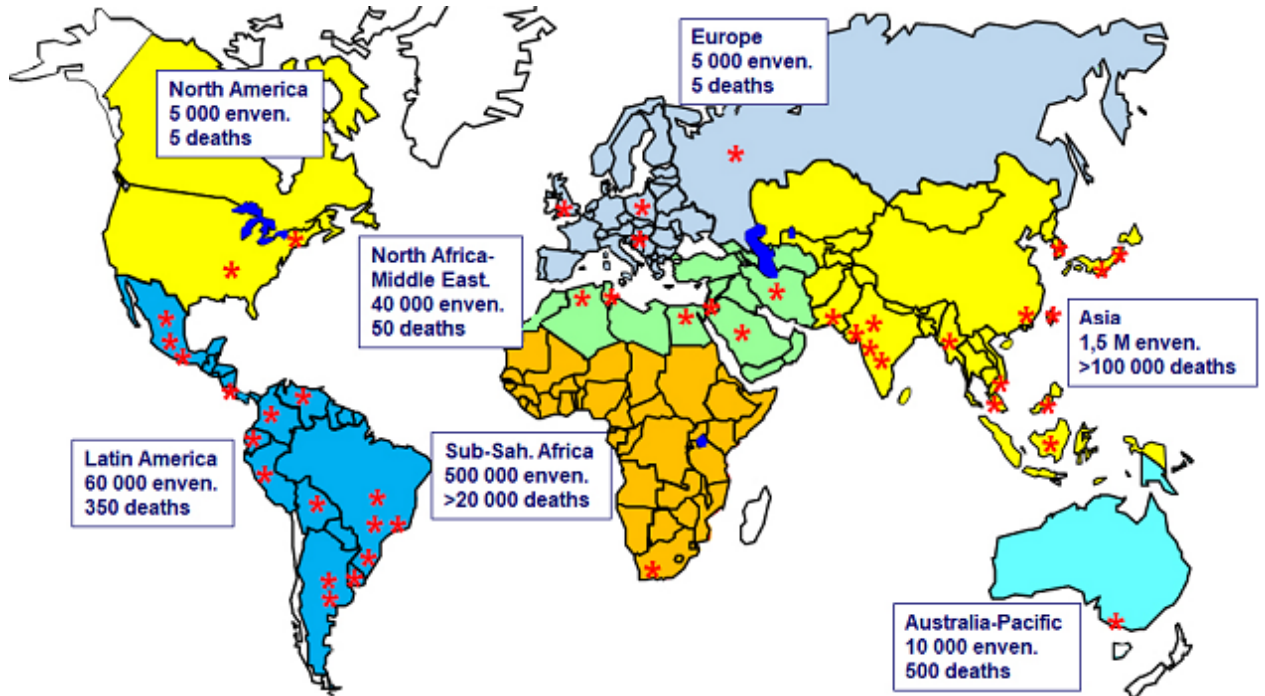 Europe
5 000 enven.
5 deaths
North America
5 000 enven.
5 deaths
North Africa-
Middle East.
40 000 enven.
50 deaths
Asia
1,5 M enven.
>100 000 deaths
Latin America
60 000 enven.
350 deaths
Sub-Sah. Africa
500 000 enven.
>20 000 deaths
Australia-Pacific
10 000 enven.
500 deaths